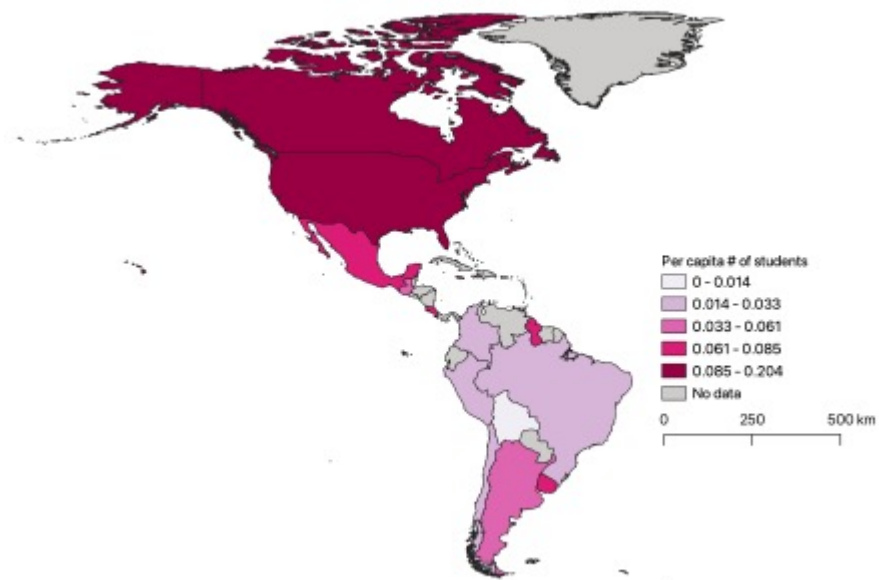 Per capita # of students
0 - 0.014
0.014 - 0.033
0.033 - 0.061
0.061 - 0.085
0.085 - 0.204
No data
0 250 500 km